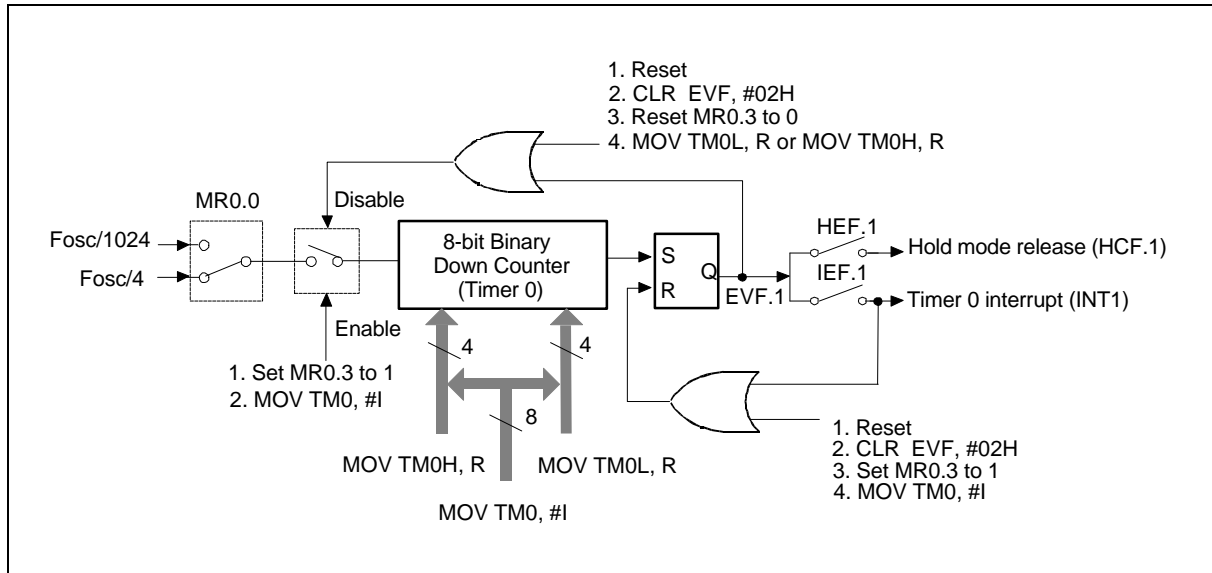 1. Reset
2. CLR EVF, #02H
3. Reset MR0.3 to 0
4. MOV TM0L, R or MOV TM0H, R
MR0.0
Disable
Fosc/1024
Fosc/4
8-bit Binary
Down Counter
(Timer 0)
S
Q
R
EVF.1
HEF.1
Hold mode release (HCF.1)
IEF.1
Timer 0 interrupt (INT1)
Enable
1. Set MR0.3 to 1
2. MOV TM0, #I
4
4
8
MOV TM0H, R
MOV TM0L, R
MOV TM0, #I
1. Reset
2. CLR EVF, #02H
3. Set MR0.3 to 1
4. MOV TM0, #I